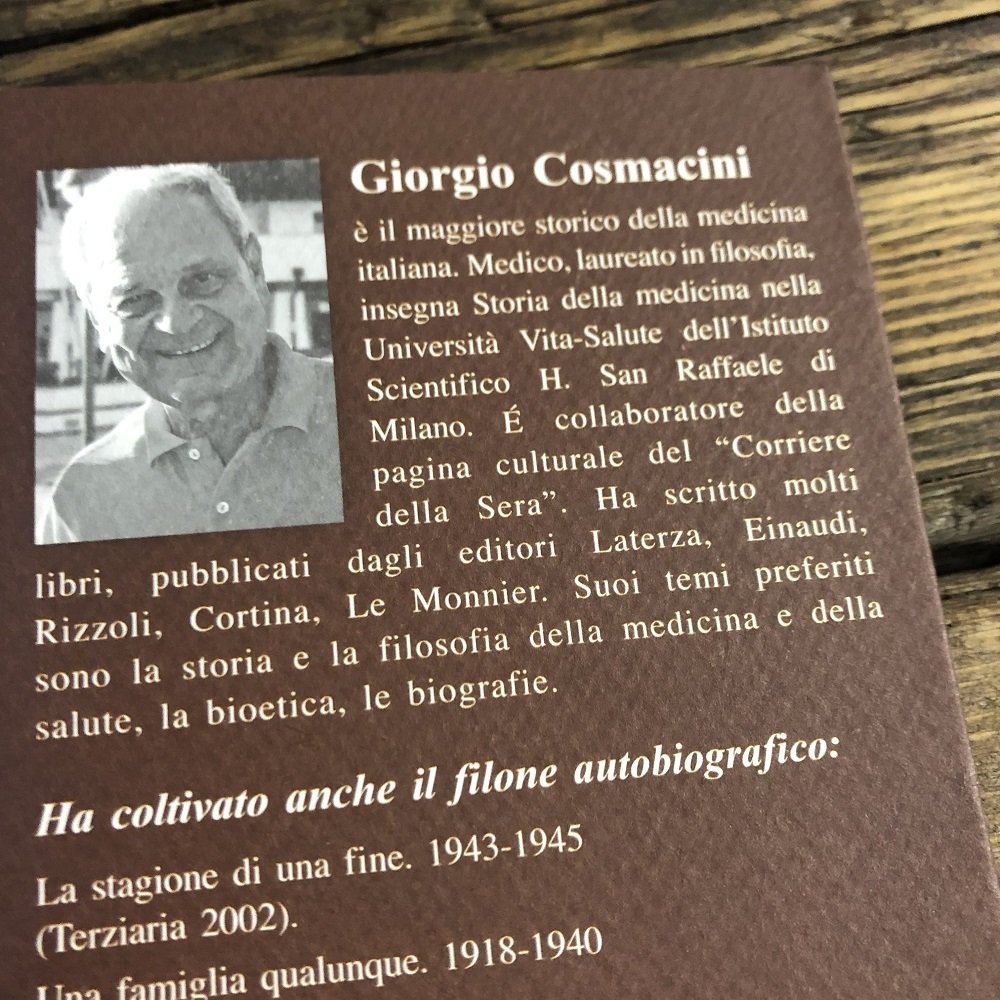 Giorgio Cosmacini
è il maggiore storico della medicina
italiana. Medico, laureato in filosofia,
insegna Storia della medicina nella
Università Vita-Salute dell'Istituto
Scientifico H. San Raffaele di
Milano. É collaboratore della
pagina culturale del “Corriere
della Sera”. Ha scritto molti
libri, pubblicati dagli editori Laterza, Einaudi,
Rizzoli, Cortina, Le Monnier. Suoi temi preferiti
sono la storia e la filosofia della medicina e della
salute, la bioetica, le biografie.
Ha coltivato anche il filone autobiografico:
La stagione di una fine. 1943-1945
(Terziaria 2002).
Una famiglia qualunque. 1918-1940